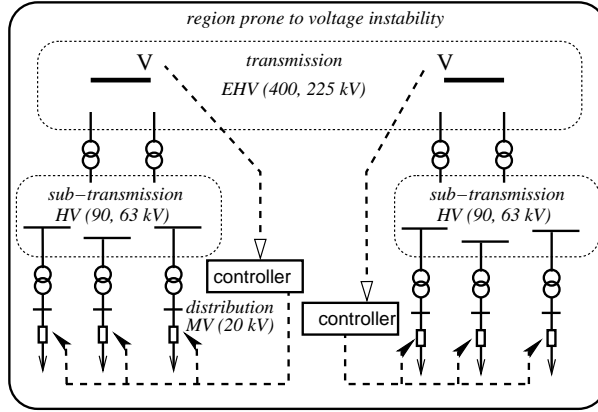 region prone to voltage instability
transmission
V
V
EHV (400, 225 kV)
sub−transmission
HV (90, 63 kV)
sub−transmission
HV (90, 63 kV)
controller
distribution
MV (20 kV)
controller